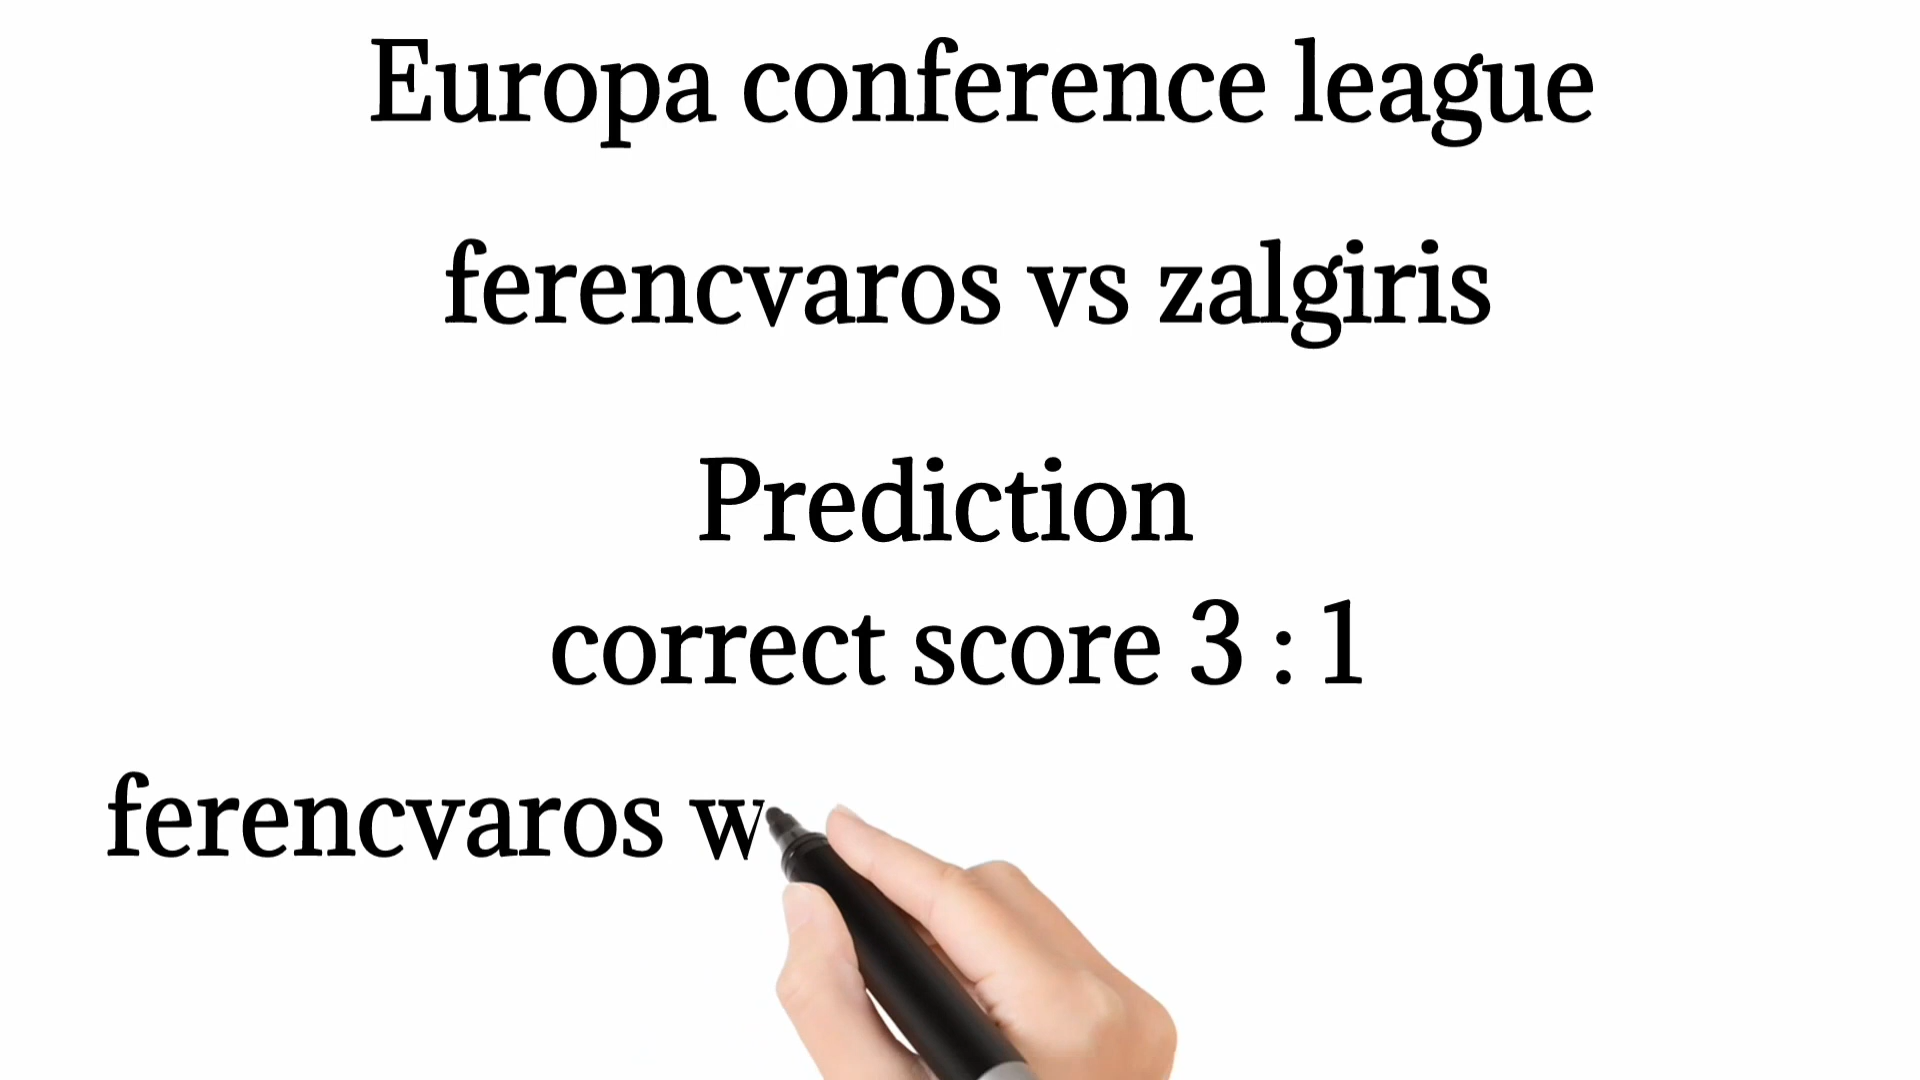 Europa conference league
ferencvaros vs zalgiris
Prediction
correct score 3 : 1
ferencvaros w